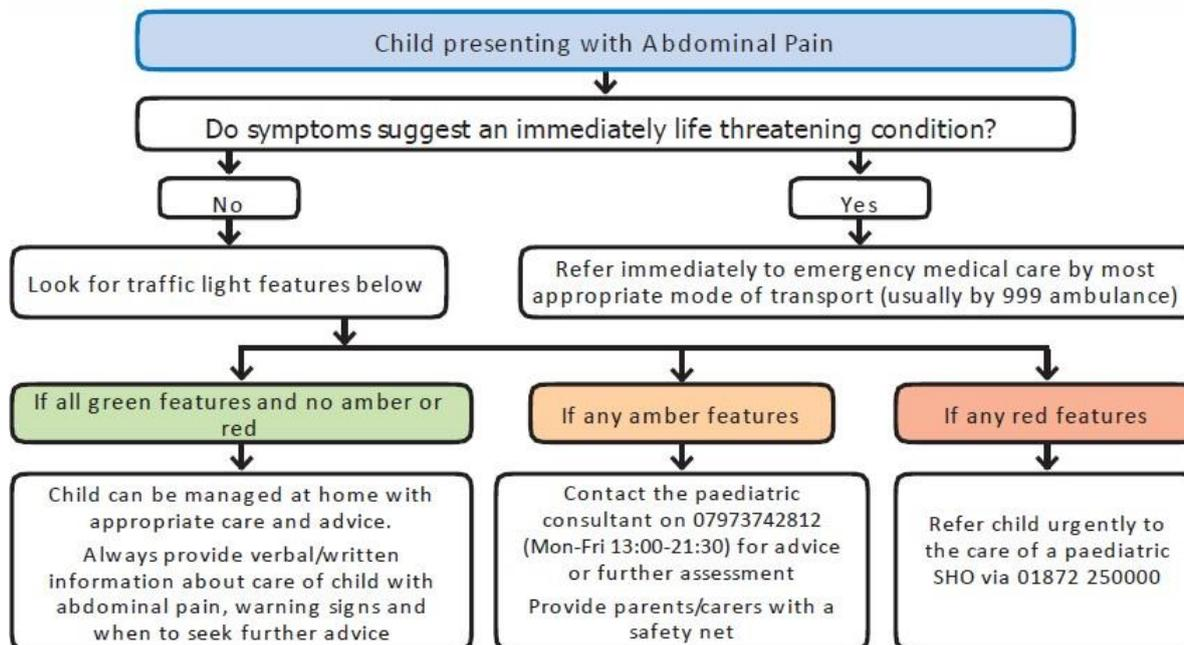 Child presenting with Abdominal Pain
Do symptoms suggest an immediately life threatening condition?
No
Yes
Look for traffic light features below
Refer immediately to emergency medical care by most
appropriate mode of transport (usually by 999 ambulance)
If all green features and no amber or
red
If any amber features
If any red features
Child can be managed at home with
appropriate care and advice.
Always provide verbal/written
information about care of child with
abdominal pain, warning signs and
when to seek further advice
Contact the paediatric
consultant on 07973742812
(Mon-Fri 13:00-21:30) for advice
or further assessment
Provide parents/carers with a
safety net
Refer child urgently to
the care of a paediatric
SHO via 01872 250000